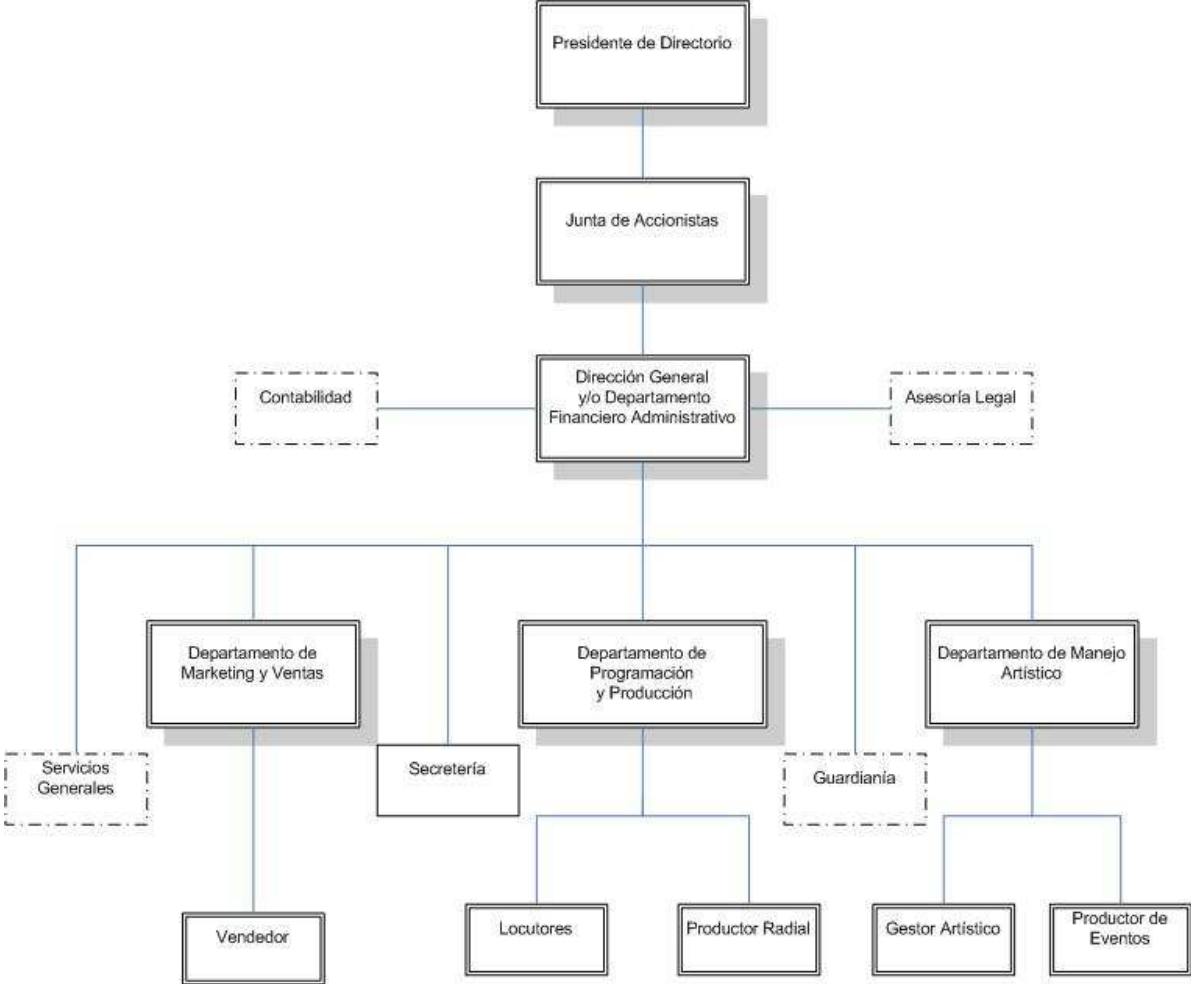 Presidente de Directorio
Junta de Accionistas
Contabilidad
Dirección General
y/o Departamento
Financiero Administrativo
Asesoría Legal
Departamento de
Marketing y Ventas
Departamento de
Programación
y Producción
Departamento de Manejo
Artístico
Servicios
Generales
Secretería
Guardianía
Vendedor
Locutores
Productor Radial
Gestor Artístico
Productor de
Eventos